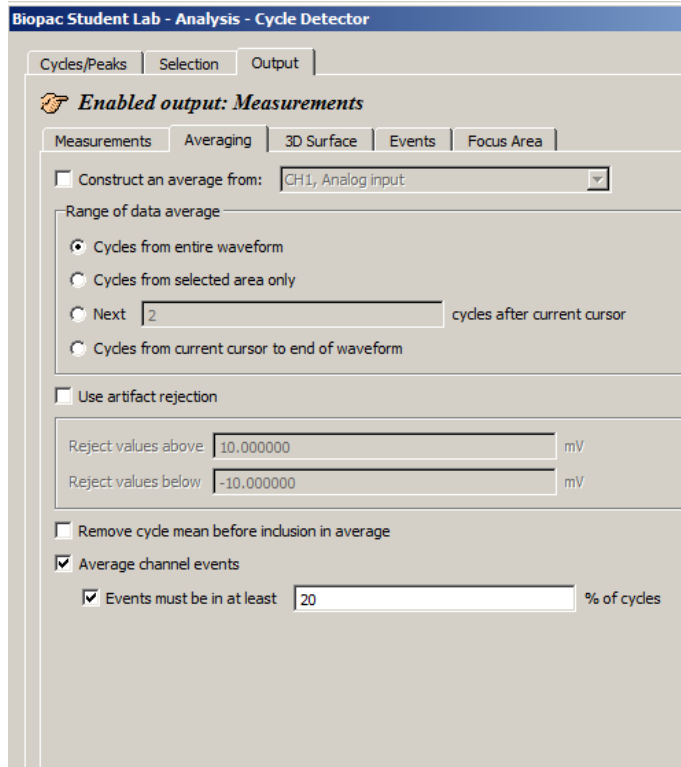 Biopac Student Lab - Analysis - Cycle Detector
Cycles/Peaks Selection Output
Enabled output: Measurements
Measurements Averaging 3D Surface Events Focus Area
Construct an average from: CH1, Analog input
Range of data average
Cycles from entire waveform
Cycles from selected area only
Next 2 cycles after current cursor
Cycles from current cursor to end of waveform
Use artifact rejection
Reject values above 10.000000 mV
Reject values below -10.000000 mV
Remove cycle mean before inclusion in average
Average channel events
Events must be in at least 20 % of cycles